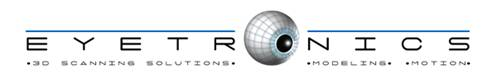 EYETRONICS
•3D SCANNING SOLUTIONS• •MODELING• •MOTION•